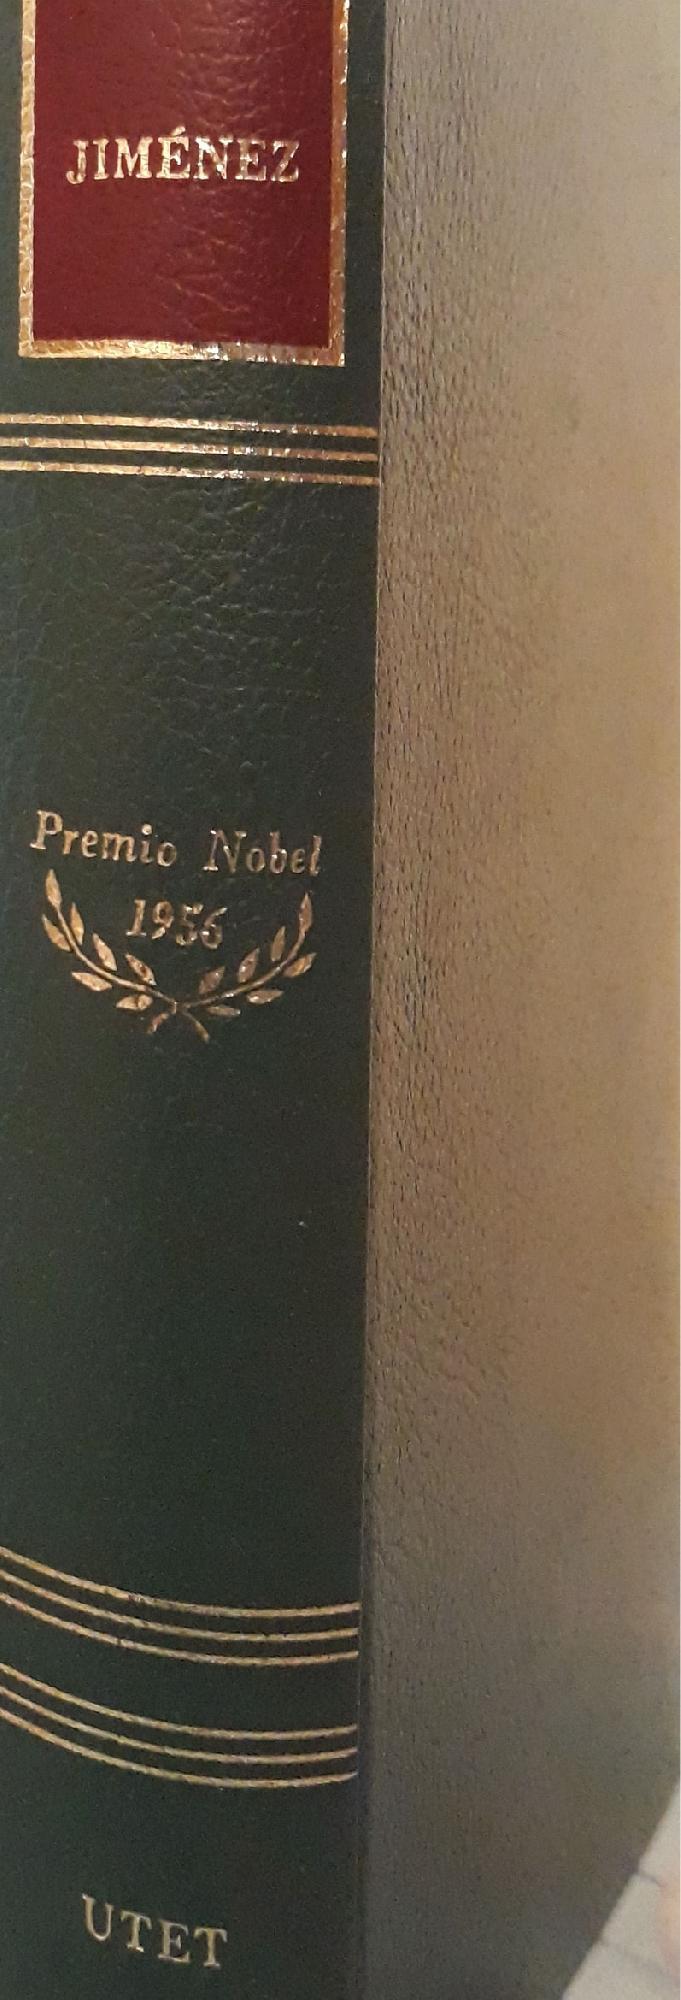 JIMÉNEZ
Premio Nobel
1956
UTET